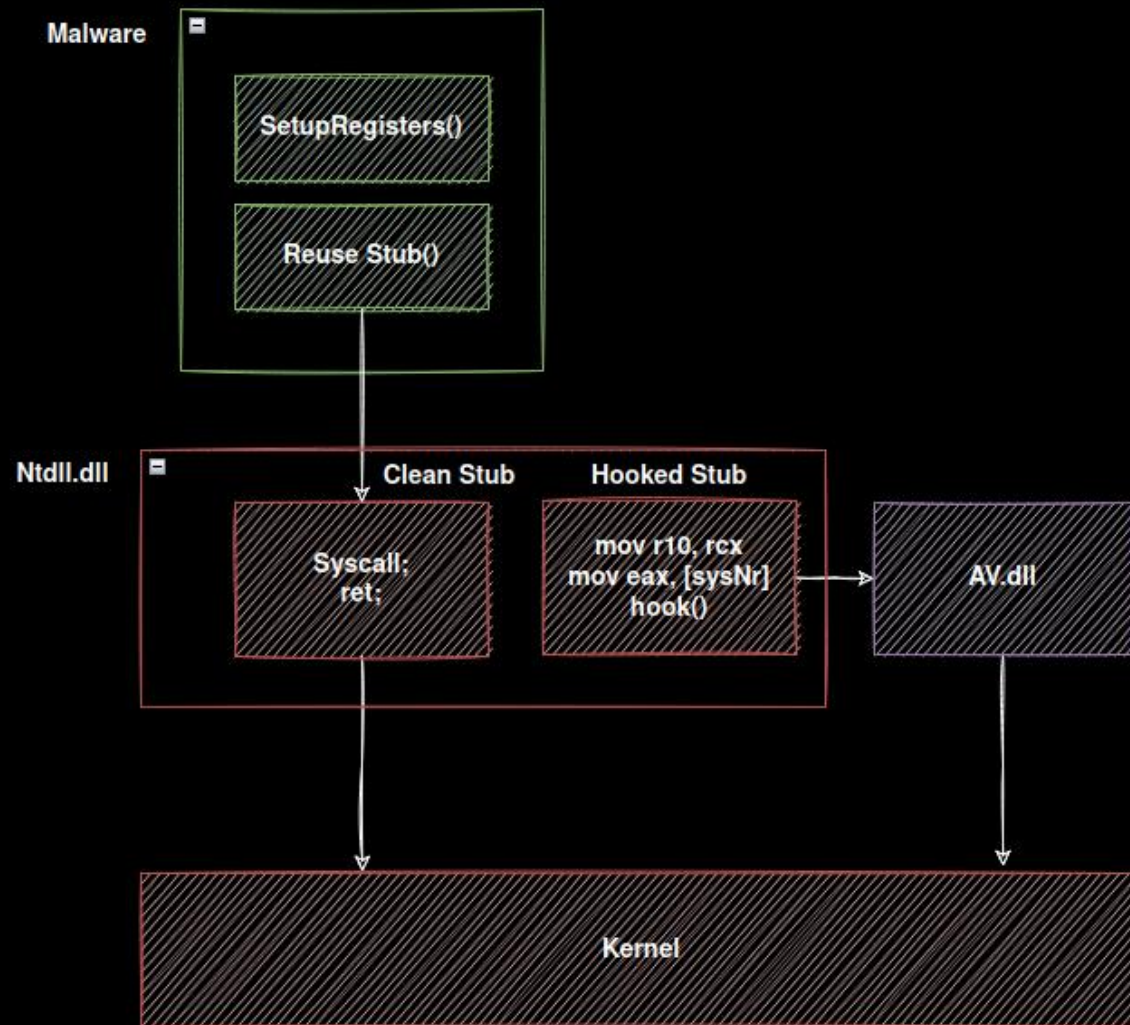 Malware
SetupRegisters()
Reuse Stub()
Ntdll.dll
Clean Stub
Hooked Stub
Syscall;
ret;
mov r10, rcx
mov eax, [sysNr]
hook()
AV.dll
Kernel